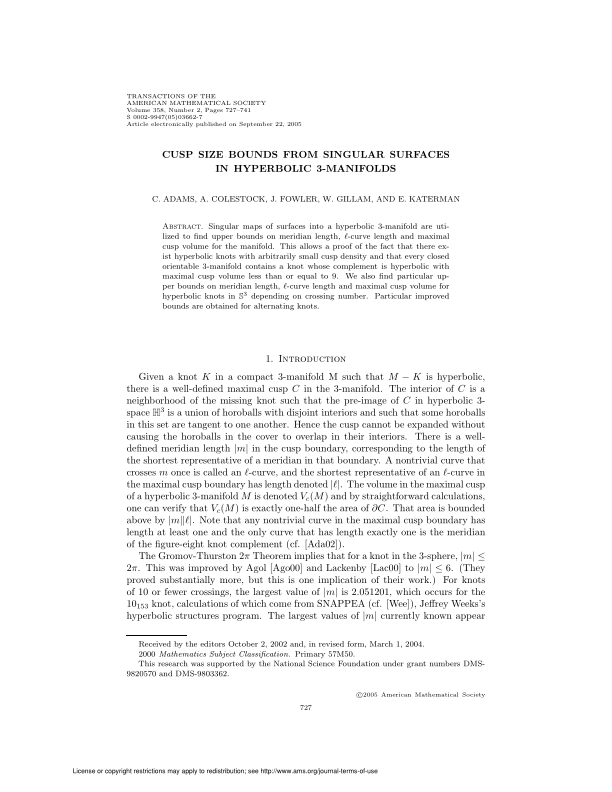 TRANSACTIONS OF THE
AMERICAN MATHEMATICAL SOCIETY
Volume 358, Number 2, Pages 727–741
S 0002-9947(05)03662-7
Article electronically published on September 22, 2005
CUSP SIZE BOUNDS FROM SINGULAR SURFACES
IN HYPERBOLIC 3-MANIFOLDS
C. ADAMS, A. COLESTOCK, J. FOWLER, W. GILLAM, AND E. KATERMAN
Abstract. Singular maps of surfaces into a hyperbolic 3-manifold are uti-
lized to find upper bounds on meridian length, ℓ-curve length and maximal
cusp volume for the manifold. This allows a proof of the fact that there ex-
ist hyperbolic knots with arbitrarily small cusp density and that every closed
orientable 3-manifold contains a knot whose complement is hyperbolic with
maximal cusp volume less than or equal to 9. We also find particular up-
per bounds on meridian length, ℓ-curve length and maximal cusp volume for
hyperbolic knots in 𝕊³ depending on crossing number. Particular improved
bounds are obtained for alternating knots.
1. Introduction
Given a knot K in a compact 3-manifold M such that M − K is hyperbolic,
there is a well-defined maximal cusp C in the 3-manifold. The interior of C is a
neighborhood of the missing knot such that the pre-image of C in hyperbolic 3-
space ℍ³ is a union of horoballs with disjoint interiors and such that some horoballs
in this set are tangent to one another. Hence the cusp cannot be expanded without
causing the horoballs in the cover to overlap in their interiors. There is a well-
defined meridian length |m| in the cusp boundary, corresponding to the length of
the shortest representative of a meridian in that boundary. A nontrivial curve that
crosses m once is called an ℓ-curve, and the shortest representative of an ℓ-curve in
the maximal cusp boundary has length denoted |ℓ|. The volume in the maximal cusp
of a hyperbolic 3-manifold M is denoted V_c(M) and by straightforward calculations,
one can verify that V_c(M) is exactly one-half the area of ∂C. That area is bounded
above by |m||ℓ|. Note that any nontrivial curve in the maximal cusp boundary has
length at least one and the only curve that has length exactly one is the meridian
of the figure-eight knot complement (cf. [Ada02]).
The Gromov-Thurston 2π Theorem implies that for a knot in the 3-sphere, |m| ≤
2π. This was improved by Agol [Ago00] and Lackenby [Lac00] to |m| ≤ 6. (They
proved substantially more, but this is one implication of their work.) For knots
of 10 or fewer crossings, the largest value of |m| is 2.051201, which occurs for the
10₁₅₃ knot, calculations of which come from SNAPPEA (cf. [Wee]), Jeffrey Weeks's
hyperbolic structures program. The largest values of |m| currently known appear
Received by the editors October 2, 2002 and, in revised form, March 1, 2004.
2000 Mathematics Subject Classification. Primary 57M50.
This research was supported by the National Science Foundation under grant numbers DMS-
9820570 and DMS-9803362.
©2005 American Mathematical Society
727
License or copyright restrictions may apply to redistribution; see http://www.ams.org/journal-terms-of-use